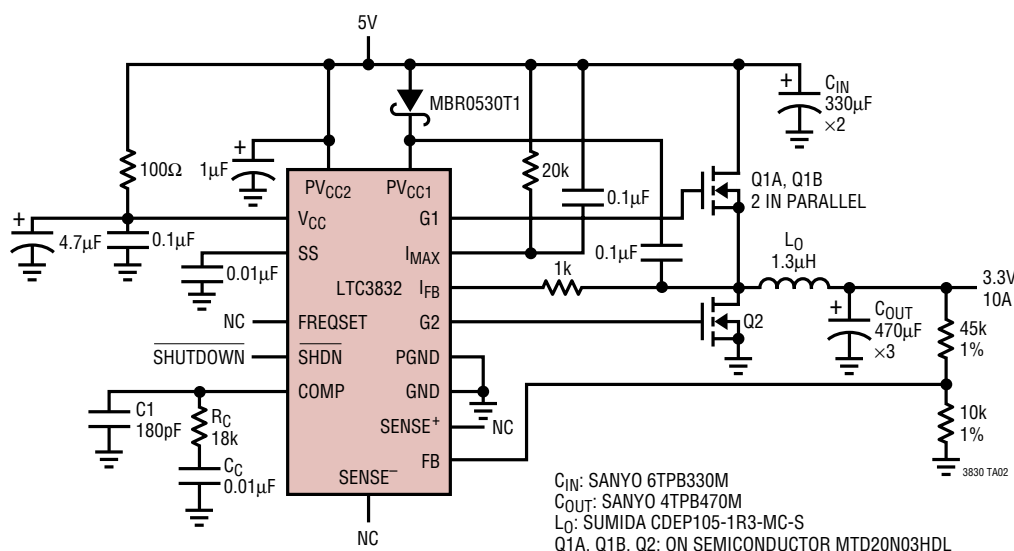 5V
MBR0530T1
+
CIN
330µF
×2
100Ω
+
1µF
20k
0.1µF
Q1A, Q1B
2 IN PARALLEL
PVCC2
PVCC1
VCC
G1
+
4.7µF
0.1µF
SS
IMAX
0.1µF
LO
1.3µH
0.01µF
LTC3832
IFB
1k
3.3V
10A
NC
FREQSET
G2
Q2
+
COUT
470µF
×3
45k
1%
SHUTDOWN
SHDN
PGND
COMP
GND
C1
180pF
RC
18k
SENSE+
NC
10k
1%
FB
CC
0.01µF
SENSE–
3830 TA02
NC
CIN: SANYO 6TPB330M
COUT: SANYO 4TPB470M
LO: SUMIDA CDEP105-1R3-MC-S
Q1A, Q1B, Q2: ON SEMICONDUCTOR MTD20N03HDL